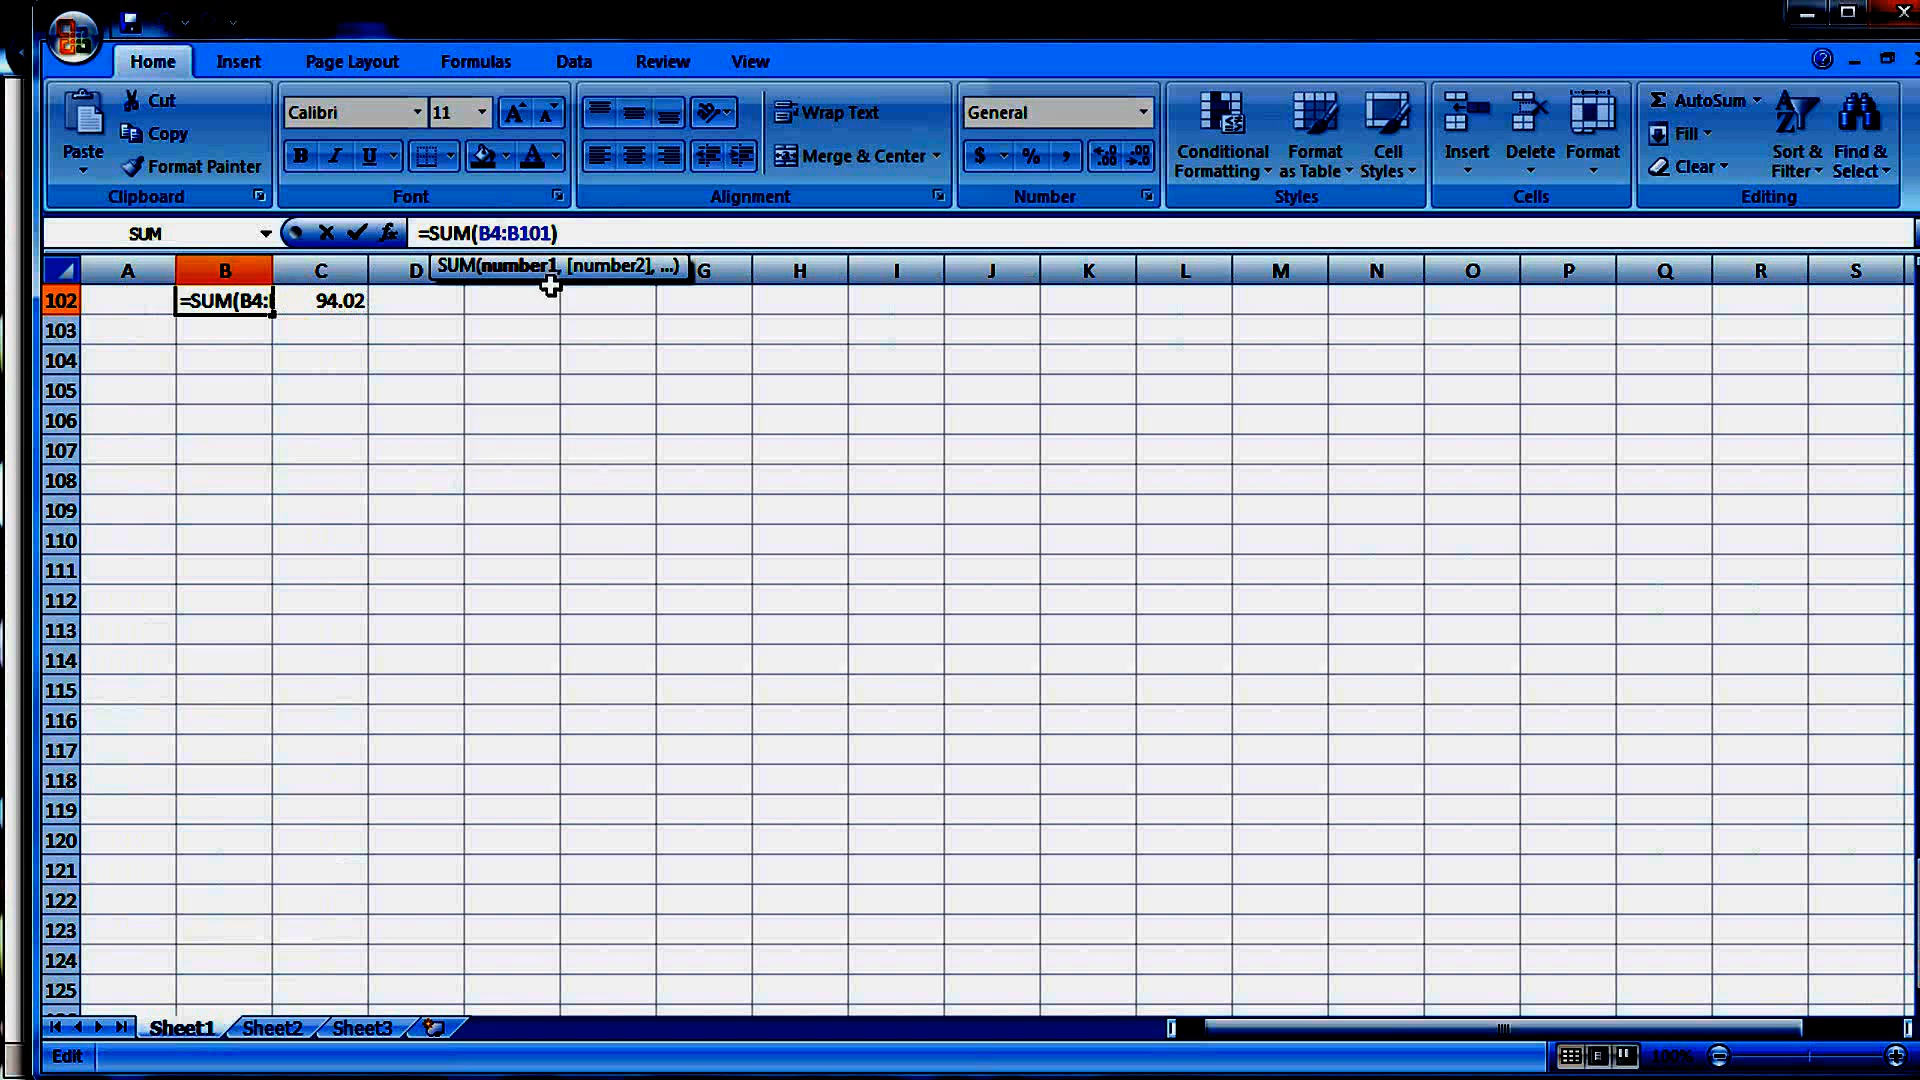 Home Insert Page Layout Formulas Data Review View
Cut
Copy
Format Painter
Paste
Clipboard
Calibri 11
B I U A
Font
Wrap Text
Merge & Center
Alignment
General
$ % ,
Number
Conditional Formatting
Format as Table
Cell Styles
Styles
Insert Delete Format
Cells
Σ AutoSum
Fill
Clear
Sort & Filter
Find & Select
Editing
SUM fx =SUM(B4:B101)
SUM(number1, [number2], ...)
A B C D G H I J K L M N O P Q R S
102 =SUM(B4: 94.02
103
104
105
106
107
108
109
110
111
112
113
114
115
116
117
118
119
120
121
122
123
124
125
Sheet1 Sheet2 Sheet3
Edit 100%